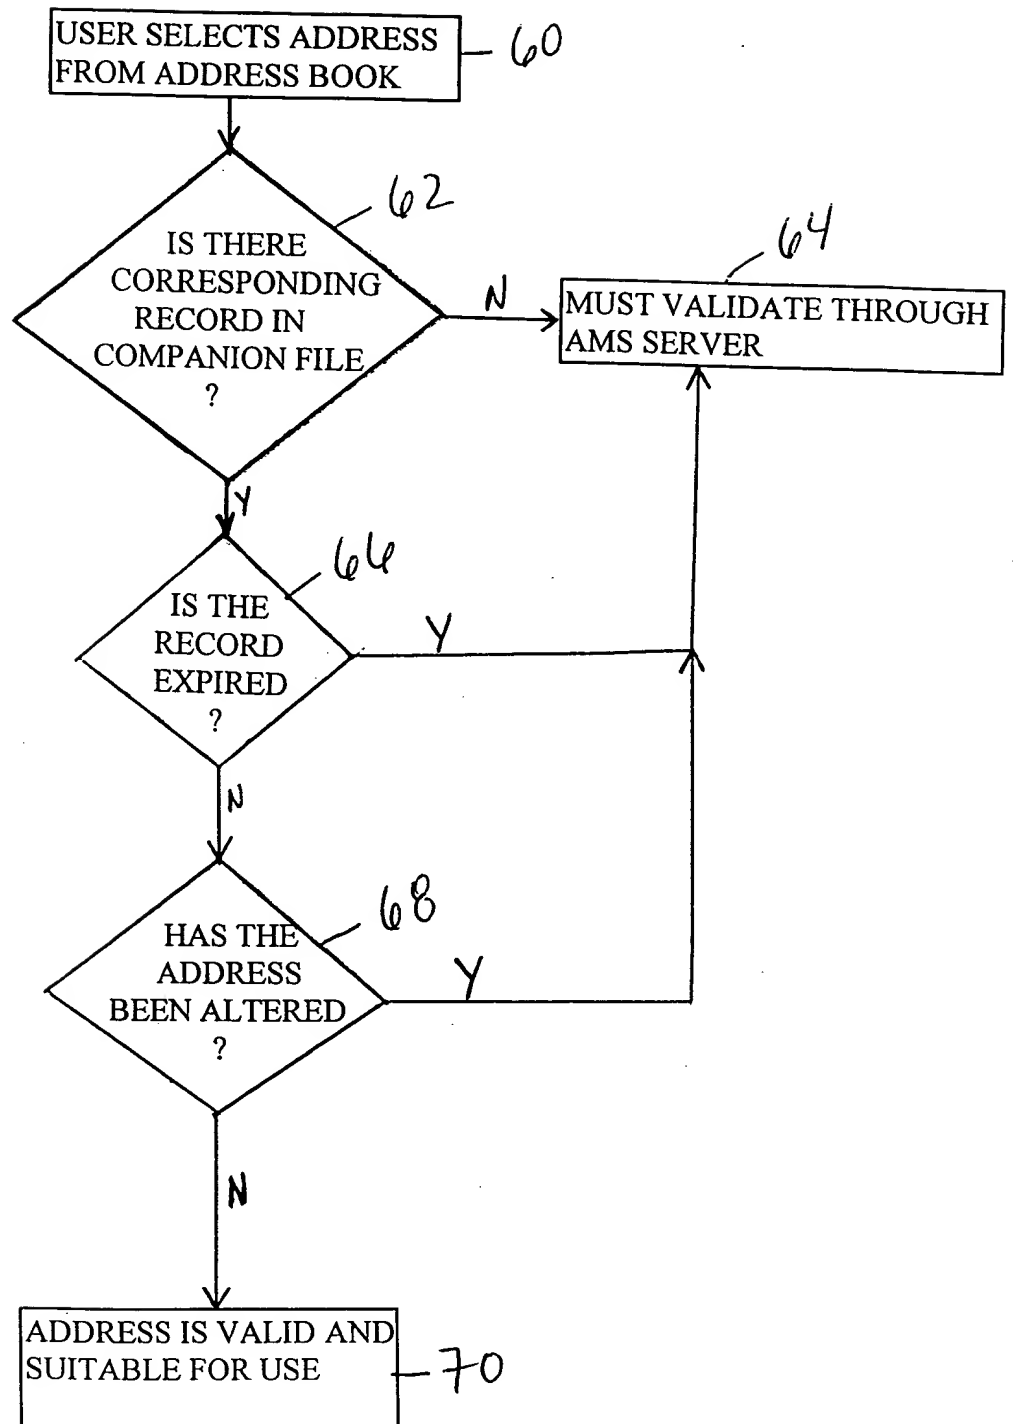 USER SELECTS ADDRESS
FROM ADDRESS BOOK
60
62
IS THERE
CORRESPONDING
RECORD IN
COMPANION FILE
?
N
64
MUST VALIDATE THROUGH
AMS SERVER
Y
66
IS THE
RECORD
EXPIRED
?
Y
N
68
HAS THE
ADDRESS
BEEN ALTERED
?
Y
N
ADDRESS IS VALID AND
SUITABLE FOR USE
70